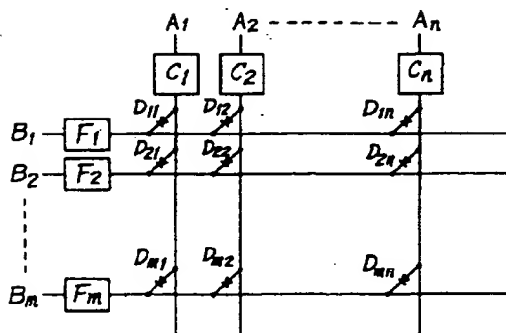 A1 A2 An
C1 C2 Cn
D11 D12 D1n
B1 F1
D21 D22 D2n
B2 F2
Dm1 Dm2 Dmn
Bm Fm